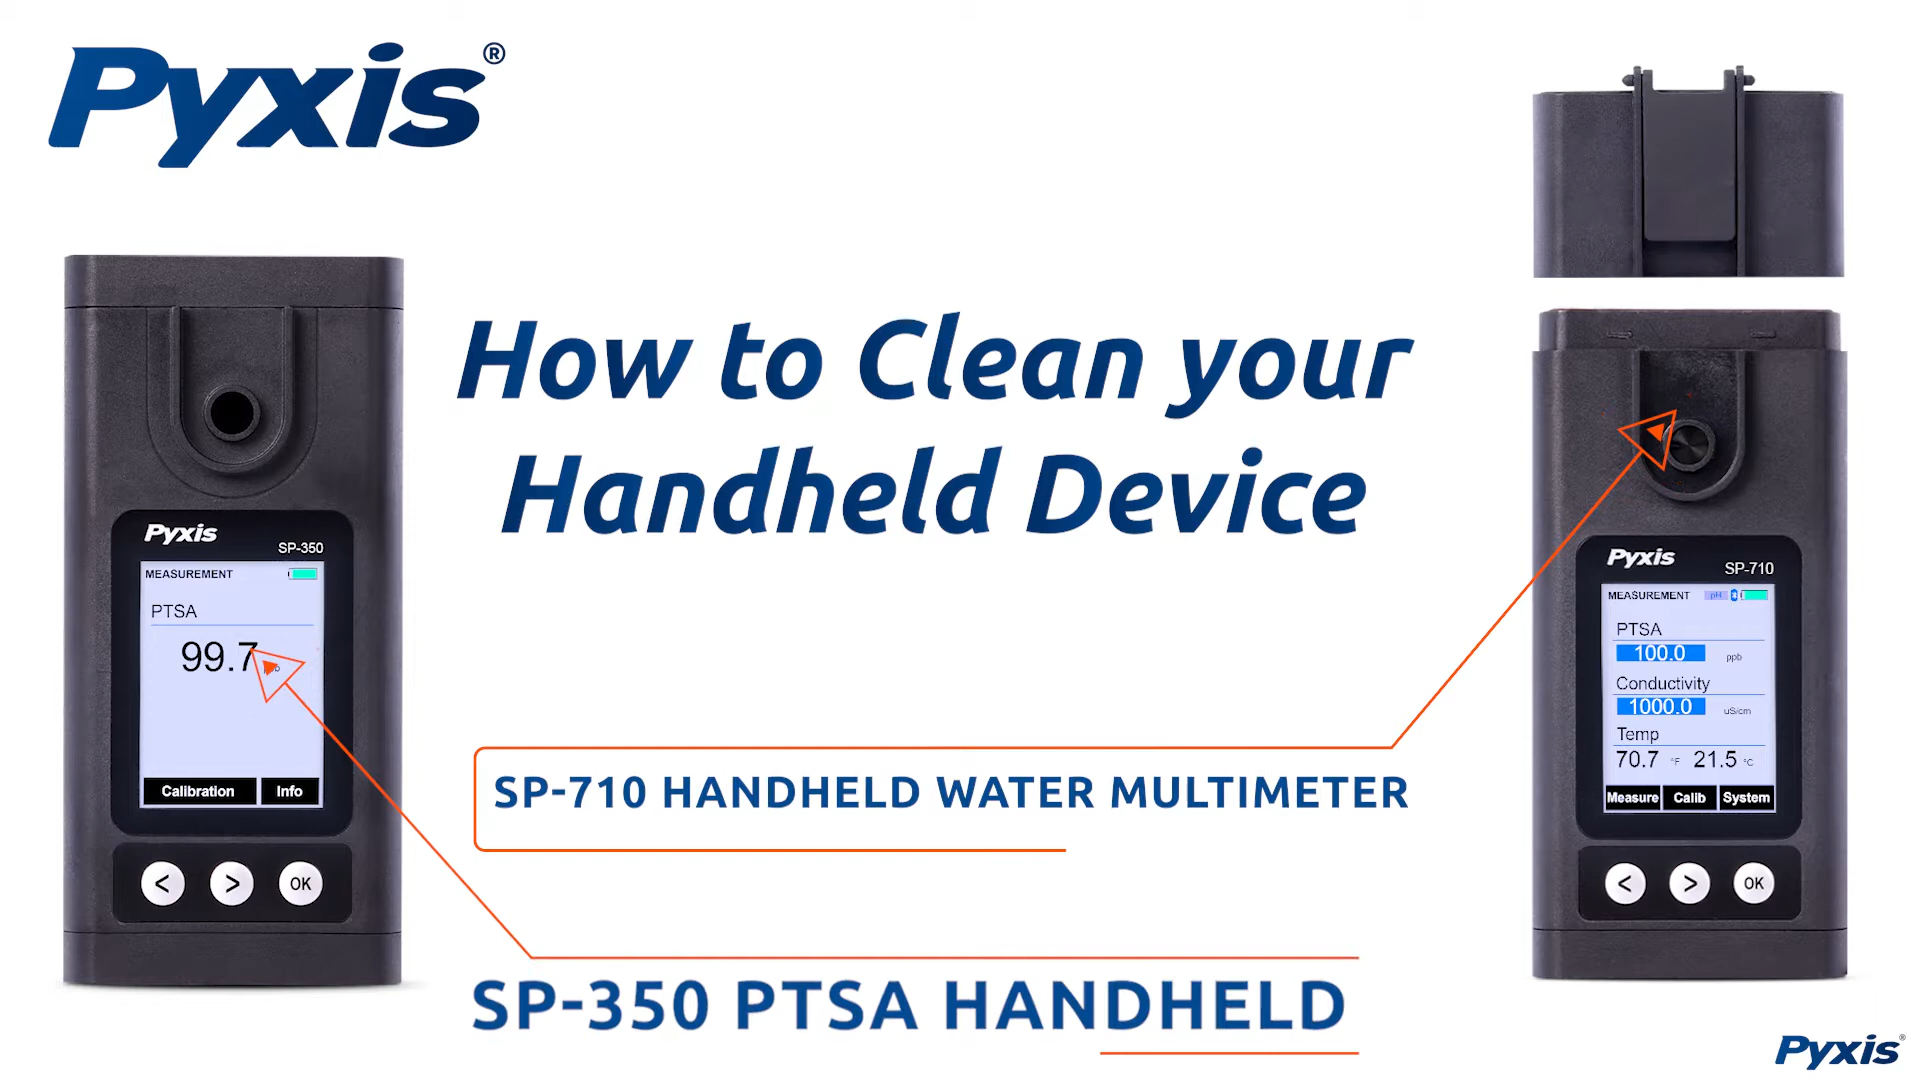 Pyxis®
How to Clean your
Handheld Device
Pyxis
SP-350
MEASUREMENT
PTSA
99.7
Calibration
Info
<
>
OK
Pyxis
SP-710
MEASUREMENT
pH
PTSA
100.0 ppb
Conductivity
1000.0 uS/cm
Temp
70.7 °F 21.5 °C
Measure
Calib
System
<
>
OK
SP-710 HANDHELD WATER MULTIMETER
SP-350 PTSA HANDHELD
Pyxis®